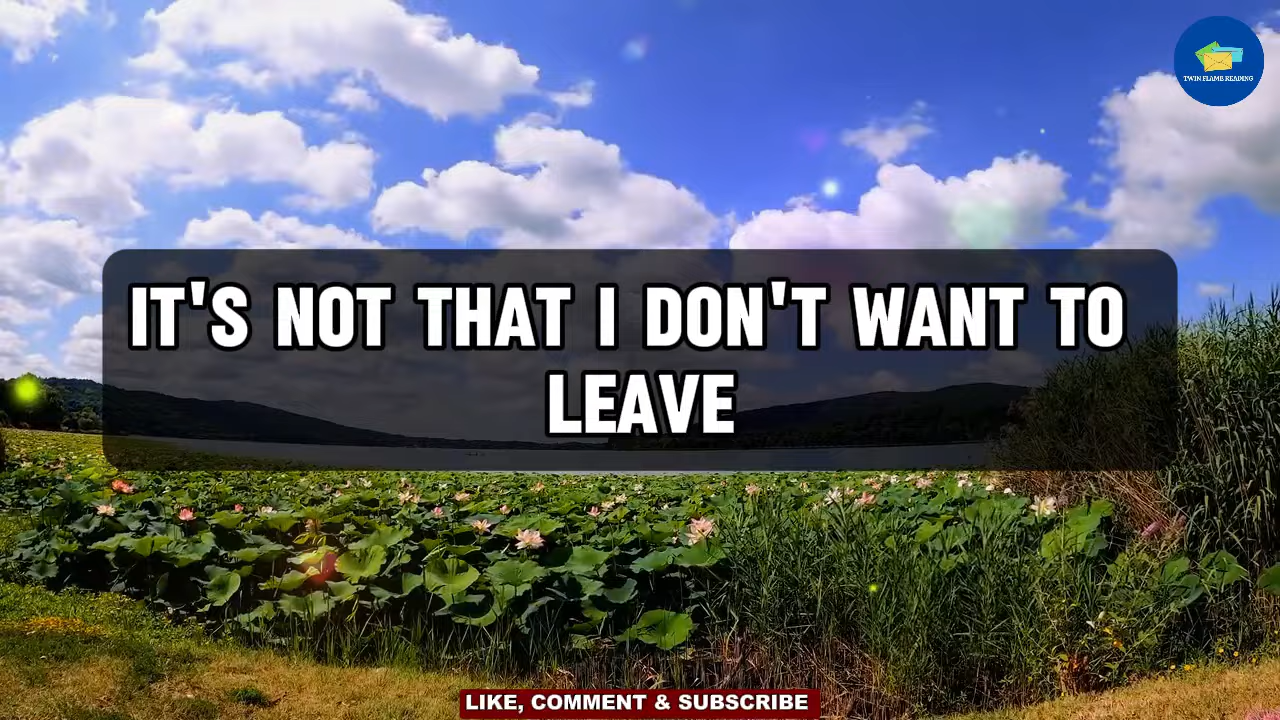 TWIN FLAME READING
IT'S NOT THAT I DON'T WANT TO
LEAVE
LIKE, COMMENT & SUBSCRIBE